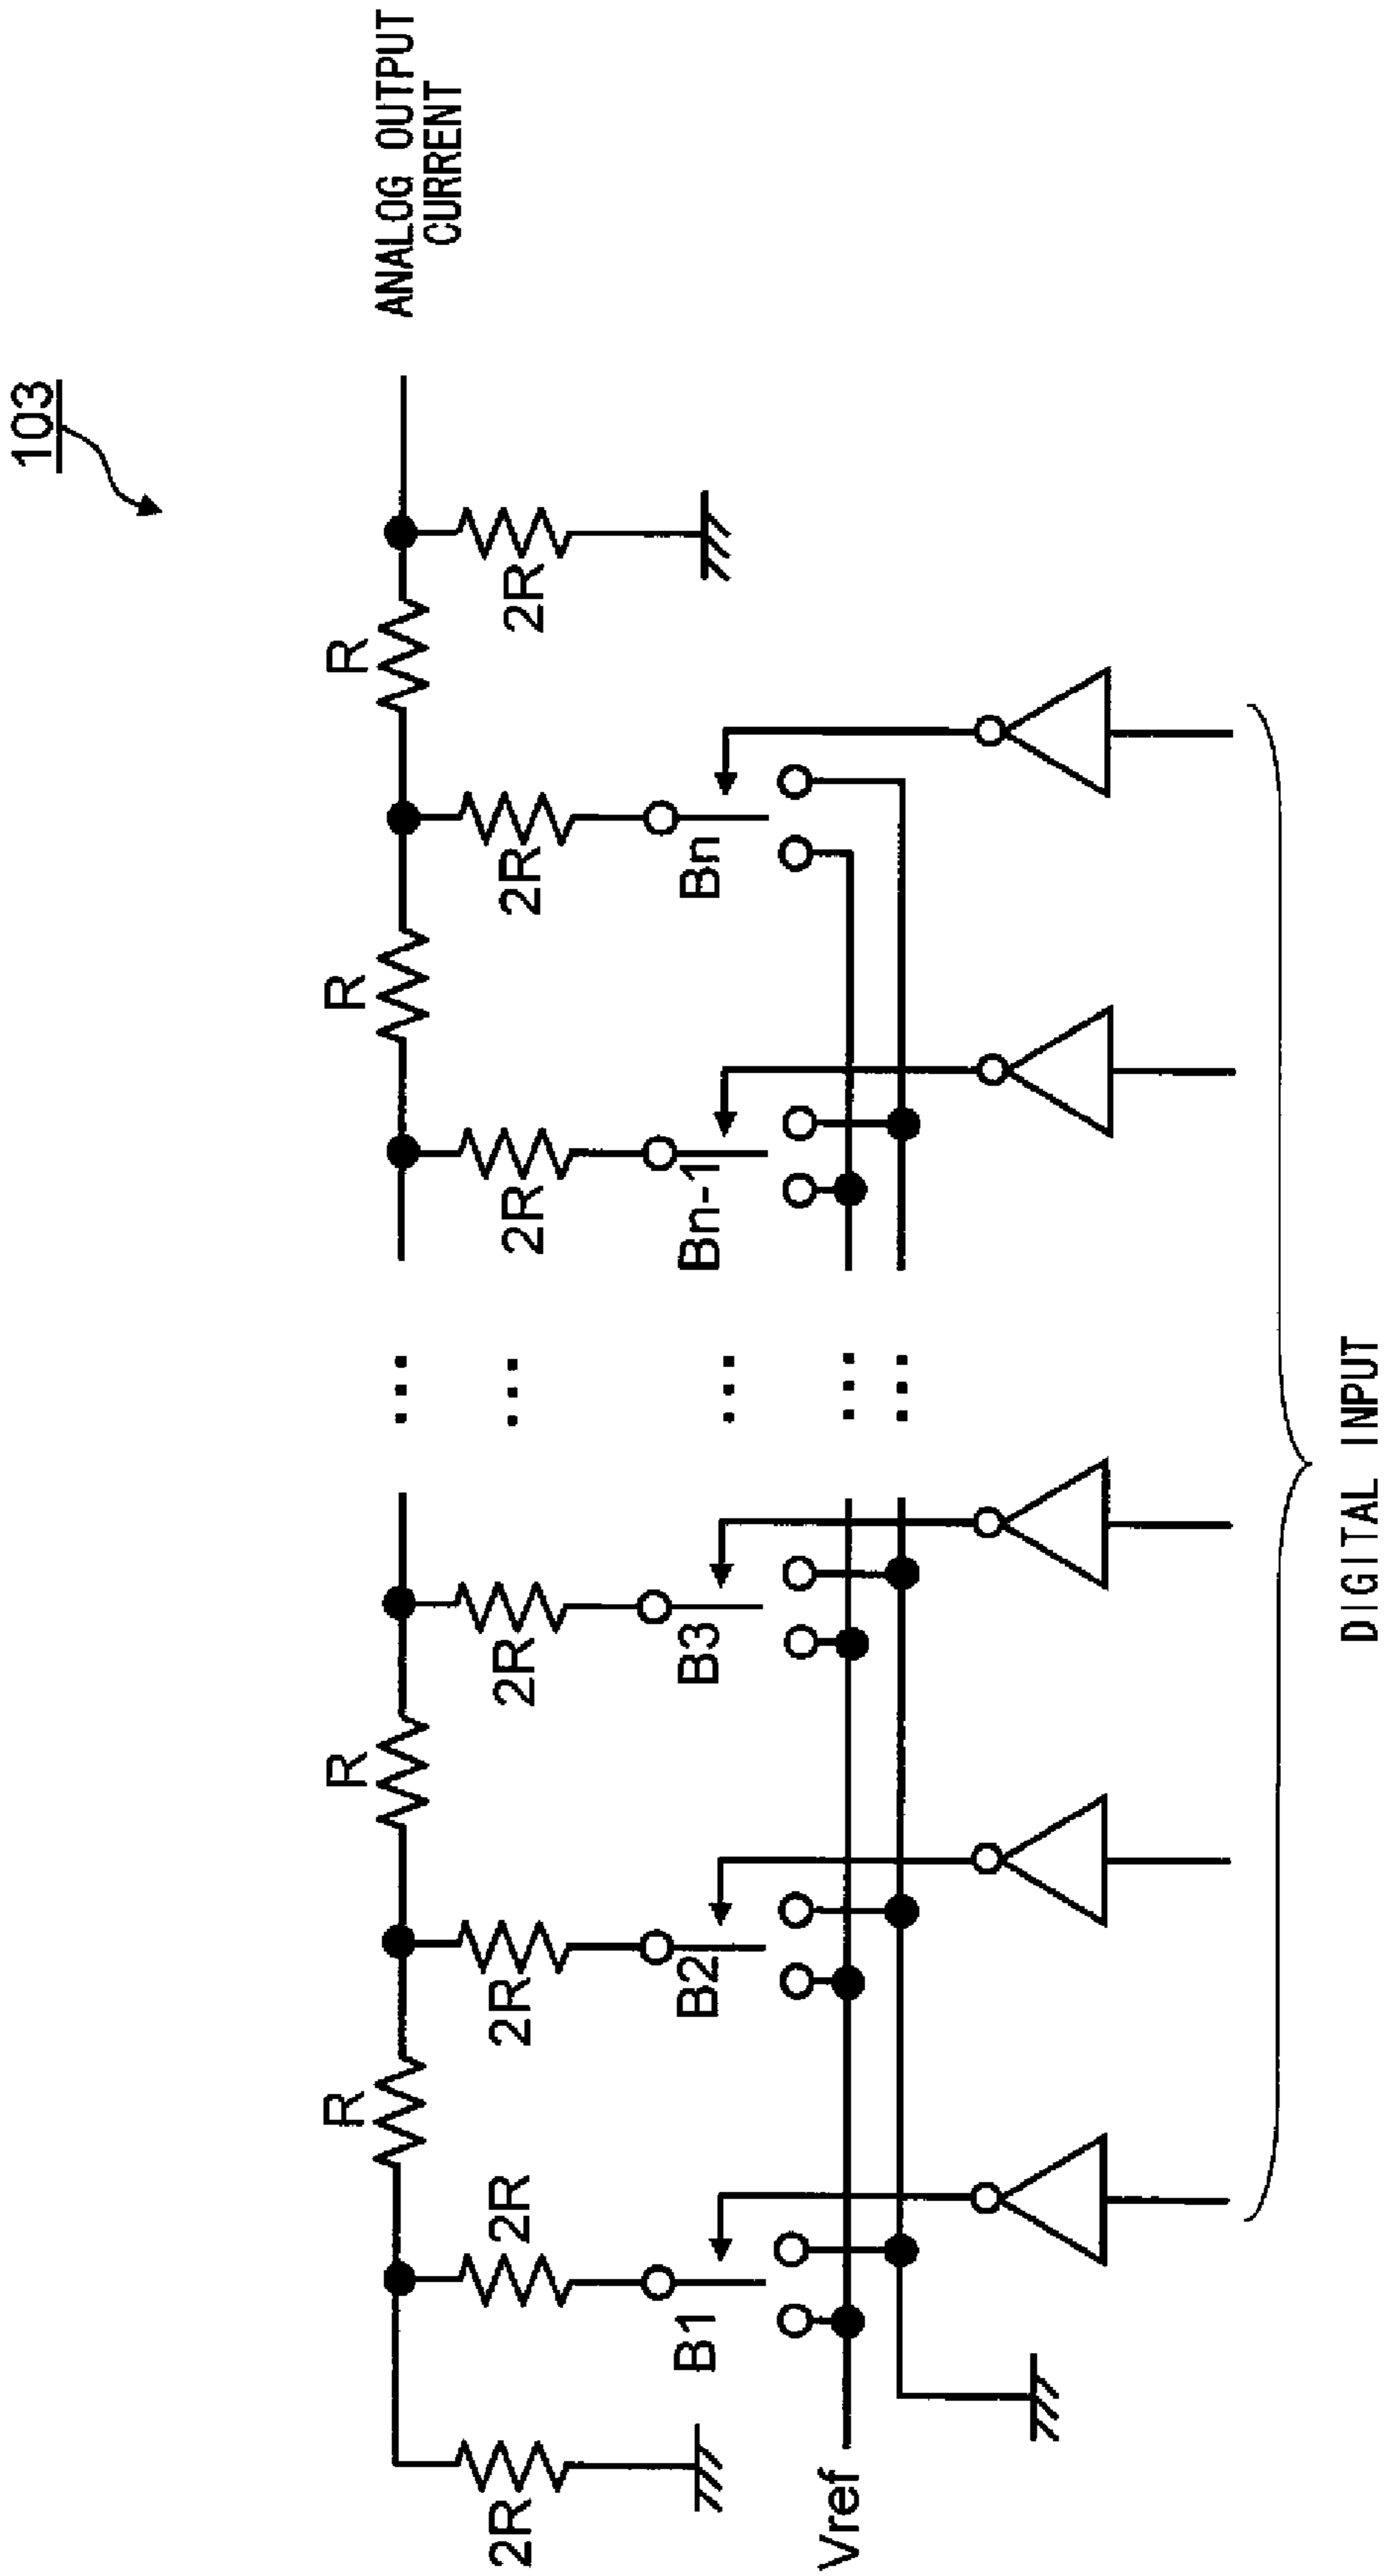 103
ANALOG OUTPUT
CURRENT
R
R
R
R
2R
2R
2R
2R
2R
2R
2R
B1
B2
B3
Bn-1
Bn
Vref
DIGITAL INPUT